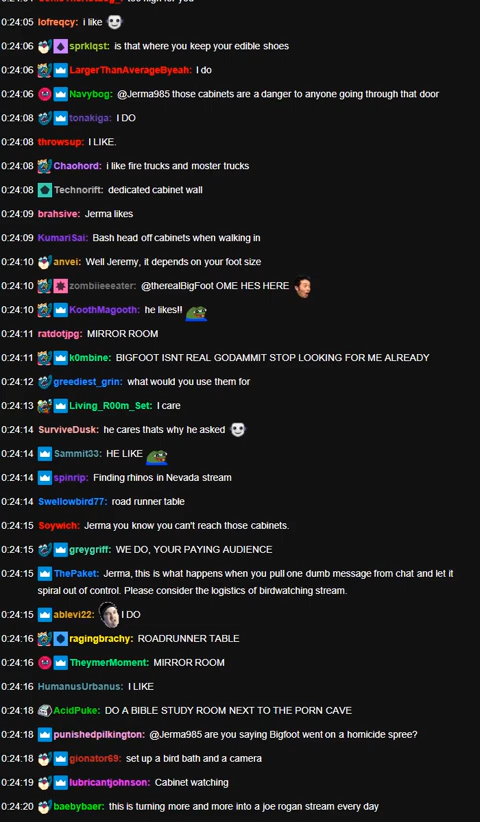 0:24:05 lofreqcy: i like
0:24:05 sprklqst: is that where you keep your edible shoes
0:24:06 LargerThanAverageByeah: I do
0:24:06 Navybog: @Jerma985 those cabinets are a danger to anyone going through that door
0:24:08 tonakiga: I DO
0:24:08 throwsup: I LIKE.
0:24:08 Chaohord: i like fire trucks and moster trucks
0:24:08 Technorift: dedicated cabinet wall
0:24:09 brahsive: Jerma likes
0:24:09 KumariSai: Bash head off cabinets when walking in
0:24:10 anvei: Well Jeremy, it depends on your foot size
0:24:10 zombiieeeater: @therealBigFoot OME HES HERE
0:24:10 KoothMagooth: he likes!!
0:24:11 ratdotjpg: MIRROR ROOM
0:24:11 k0mbine: BIGFOOT ISNT REAL GODAMMIT STOP LOOKING FOR ME ALREADY
0:24:12 greediest_grin: what would you use them for
0:24:13 Living_R00m_Set: I care
0:24:14 SurviveDusk: he cares thats why he asked
0:24:14 Sammit33: HE LIKE
0:24:14 spinrip: Finding rhinos in Nevada stream
0:24:14 Swellowbird77: road runner table
0:24:15 Soywich: Jerma you know you can't reach those cabinets.
0:24:15 greygriff: WE DO, YOUR PAYING AUDIENCE
0:24:15 ThePaket: Jerma, this is what happens when you pull one dumb message from chat and let it
spiral out of control. Please consider the logistics of birdwatching stream.
0:24:15 ablevi22: I DO
0:24:16 ragingbrachy: ROADRUNNER TABLE
0:24:16 TheymerMoment: MIRROR ROOM
0:24:16 HumanusUrbanus: I LIKE
0:24:18 AcidPuke: DO A BIBLE STUDY ROOM NEXT TO THE PORN CAVE
0:24:18 punishedpilkington: @Jerma985 are you saying Bigfoot went on a homicide spree?
0:24:18 gionator69: set up a bird bath and a camera
0:24:19 lubricantjohnson: Cabinet watching
0:24:20 baebybaer: this is turning more and more into a joe rogan stream every day